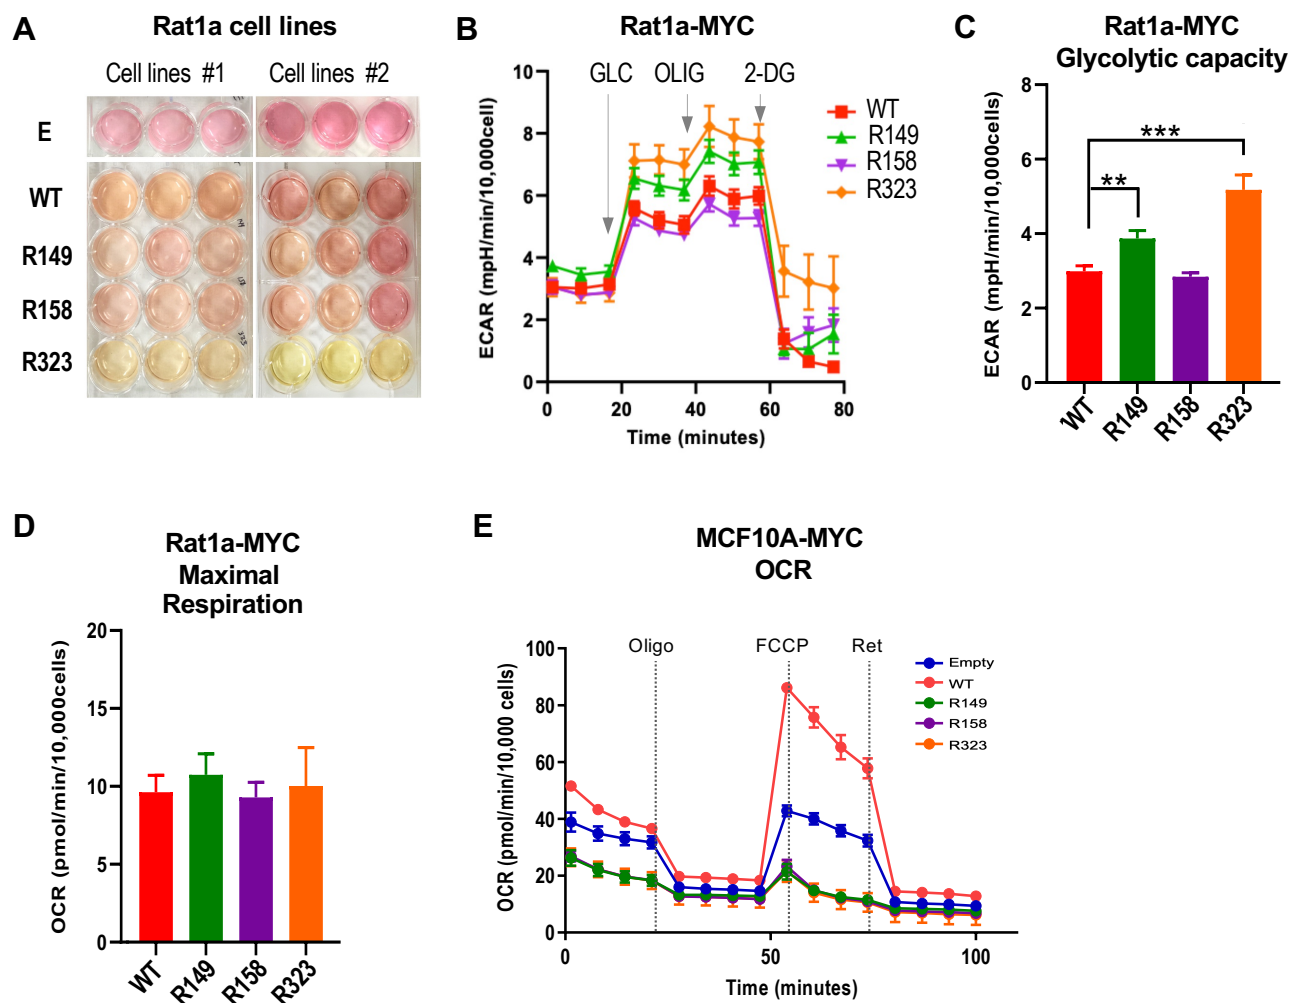 A
Rat1a cell lines
Cell lines #1
Cell lines #2
E
WT
R149
R158
R323
B
Rat1a-MYC
GLC
OLIG
2-DG
WT
R149
R158
R323
ECAR (mpH/min/10,000cell)
10
8
6
4
2
0
0
20
40
60
80
Time (minutes)
C
Rat1a-MYC
Glycolytic capacity
ECAR (mpH/min/10,000cells)
8
6
4
2
0
**
***
WT
R149
R158
R323
D
Rat1a-MYC
Maximal
Respiration
OCR (pmol/min/10,000cells)
20
15
10
5
0
WT
R149
R158
R323
E
MCF10A-MYC
OCR
Oligo
FCCP
Ret
Empty
WT
R149
R158
R323
OCR (pmol/min/10,000 cells)
100
80
60
40
20
0
0
50
100
Time (minutes)